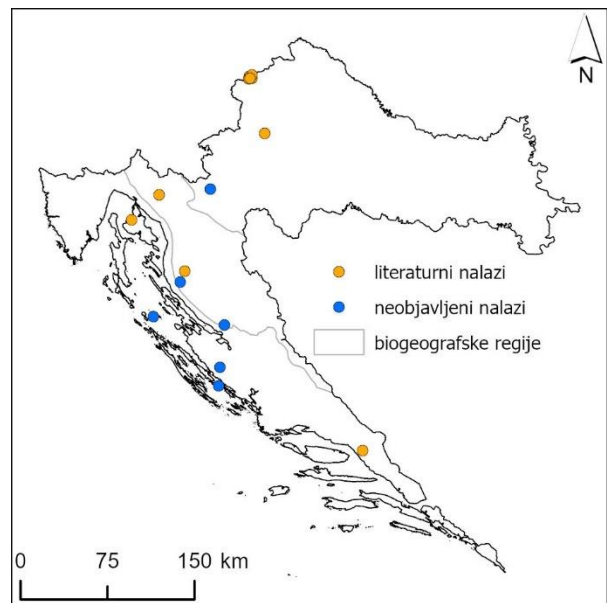 N
literaturni nalazi
neobjavljeni nalazi
biogeografske regije
0 75 150 km